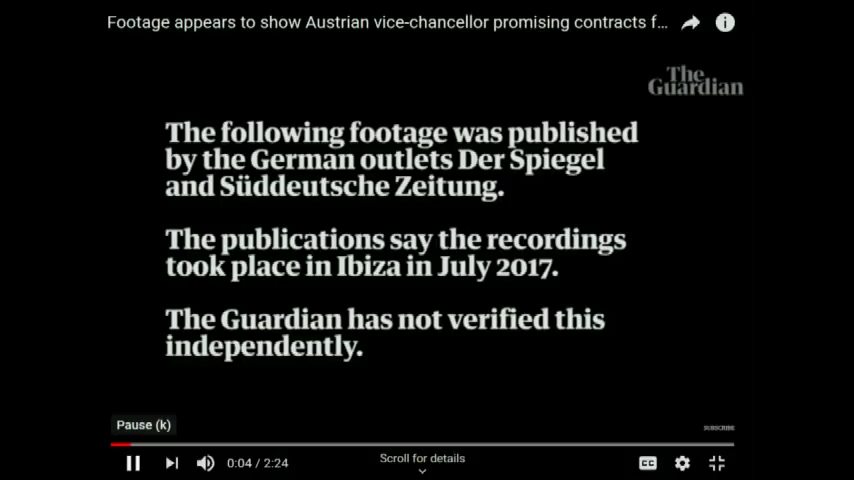 Footage appears to show Austrian vice-chancellor promising contracts f...
The
Guardian
The following footage was published
by the German outlets Der Spiegel
and Süddeutsche Zeitung.
The publications say the recordings
took place in Ibiza in July 2017.
The Guardian has not verified this
independently.
Pause (k)
SUBSCRIBE
0:04 / 2:24
Scroll for details
CC